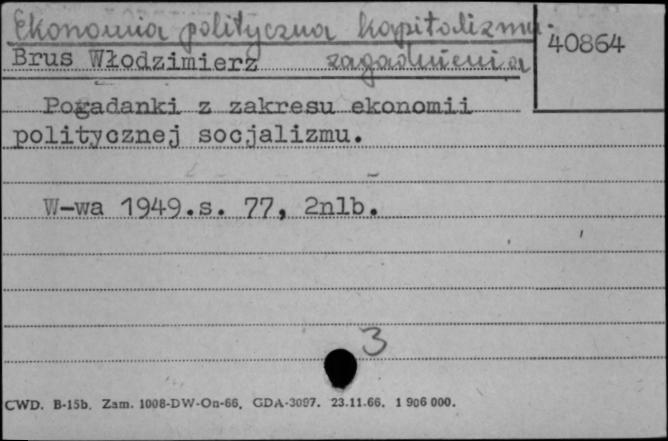 Ekonomia polityczna kapitalizmu -
zagadnienia
40864
Brus Włodzimierz
Pogadanki z zakresu ekonomii
politycznej socjalizmu.
W-wa 1949.s. 77, 2nlb.
3
CWD. B-15b. Zam. 1008-DW-On-66. GDA-3097. 23.11.66. 1 906 000.